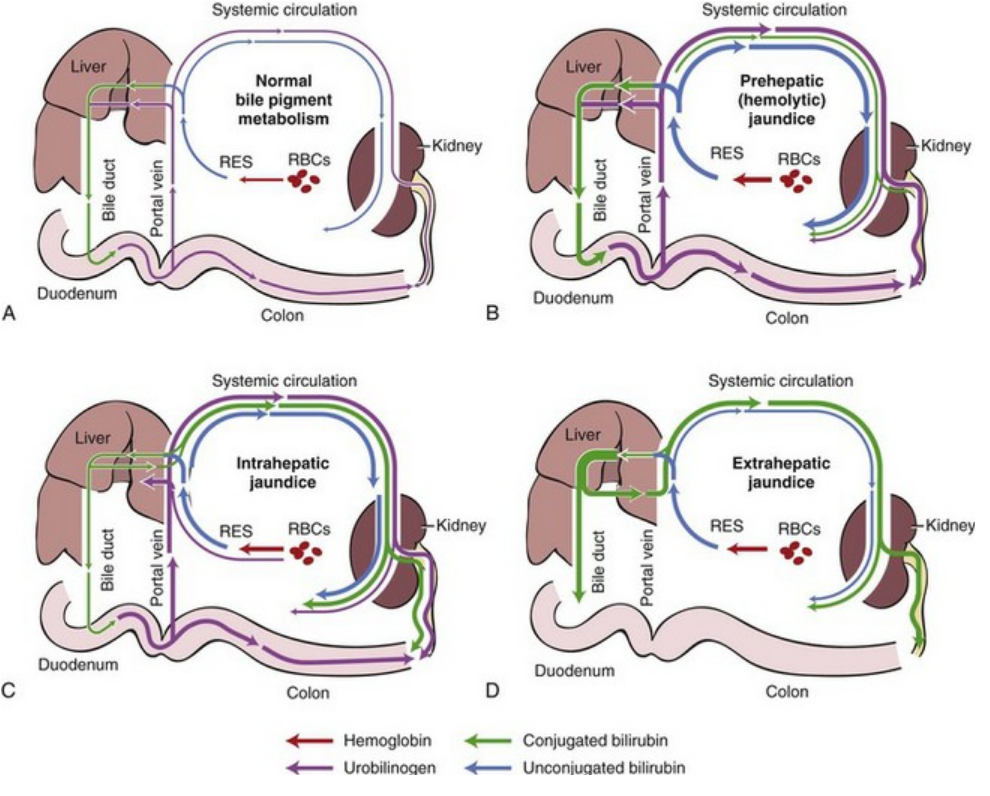 Systemic circulation
Liver
Normal
bile pigment
metabolism
RES
RBCs
Kidney
Bile duct
Portal vein
Duodenum
Colon
A
Systemic circulation
Liver
Prehepatic
(hemolytic)
jaundice
RES
RBCs
Kidney
Bile duct
Portal vein
Duodenum
Colon
B
Systemic circulation
Liver
Intrahepatic
jaundice
RES
RBCs
Kidney
Bile duct
Portal vein
Duodenum
Colon
C
Systemic circulation
Liver
Extrahepatic
jaundice
RES
RBCs
Kidney
Bile duct
Portal vein
Duodenum
Colon
D
Hemoglobin
Conjugated bilirubin
Urobilinogen
Unconjugated bilirubin